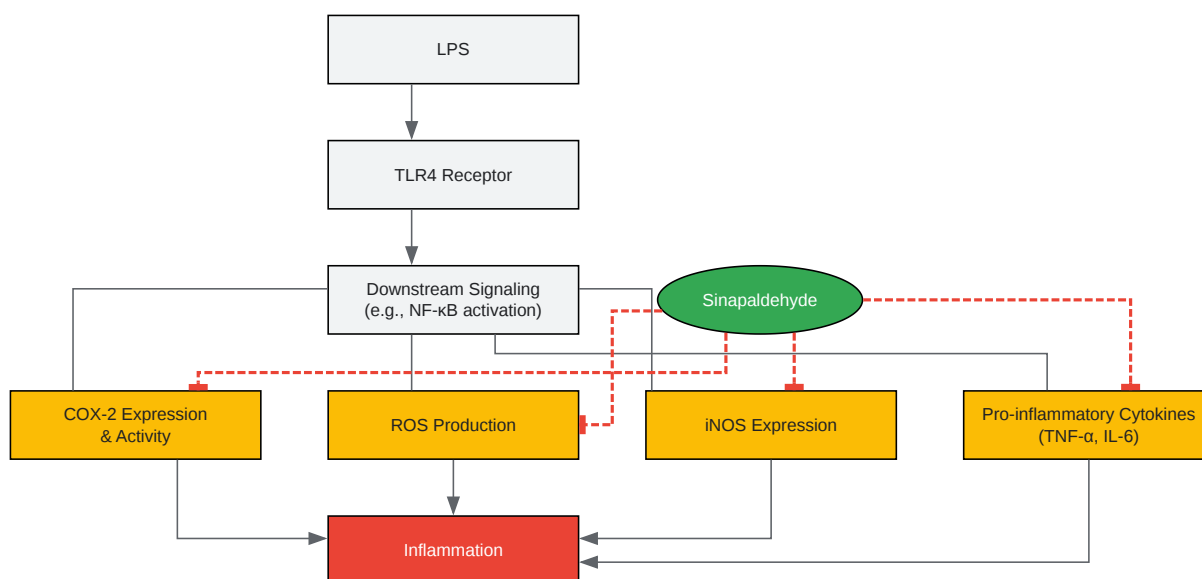 LPS
TLR4 Receptor
Downstream Signaling
(e.g., NF-κB activation)
Sinapaldehyde
COX-2 Expression
& Activity
ROS Production
iNOS Expression
Pro-inflammatory Cytokines
(TNF-α, IL-6)
Inflammation